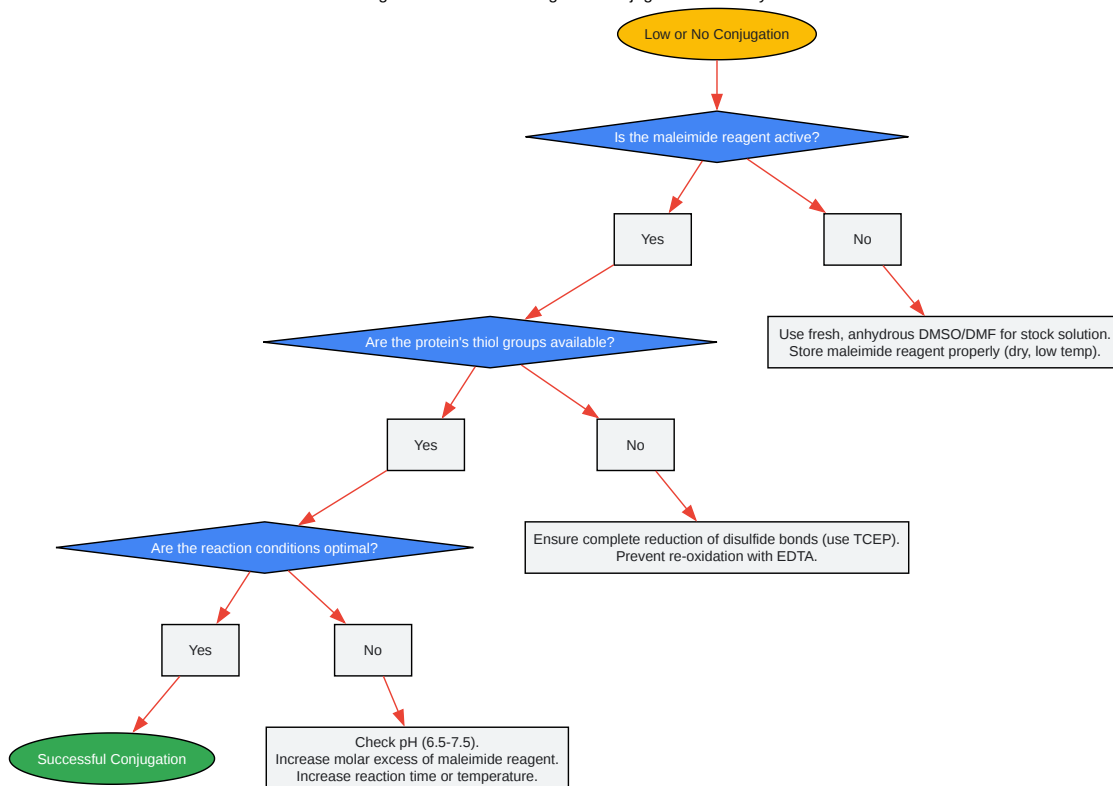 Low or No Conjugation
Is the maleimide reagent active?
Yes
No
Are the protein's thiol groups available?
Use fresh, anhydrous DMSO/DMF for stock solution.
Store maleimide reagent properly (dry, low temp).
Yes
No
Are the reaction conditions optimal?
Ensure complete reduction of disulfide bonds (use TCEP).
Prevent re-oxidation with EDTA.
Yes
No
Successful Conjugation
Check pH (6.5-7.5).
Increase molar excess of maleimide reagent.
Increase reaction time or temperature.